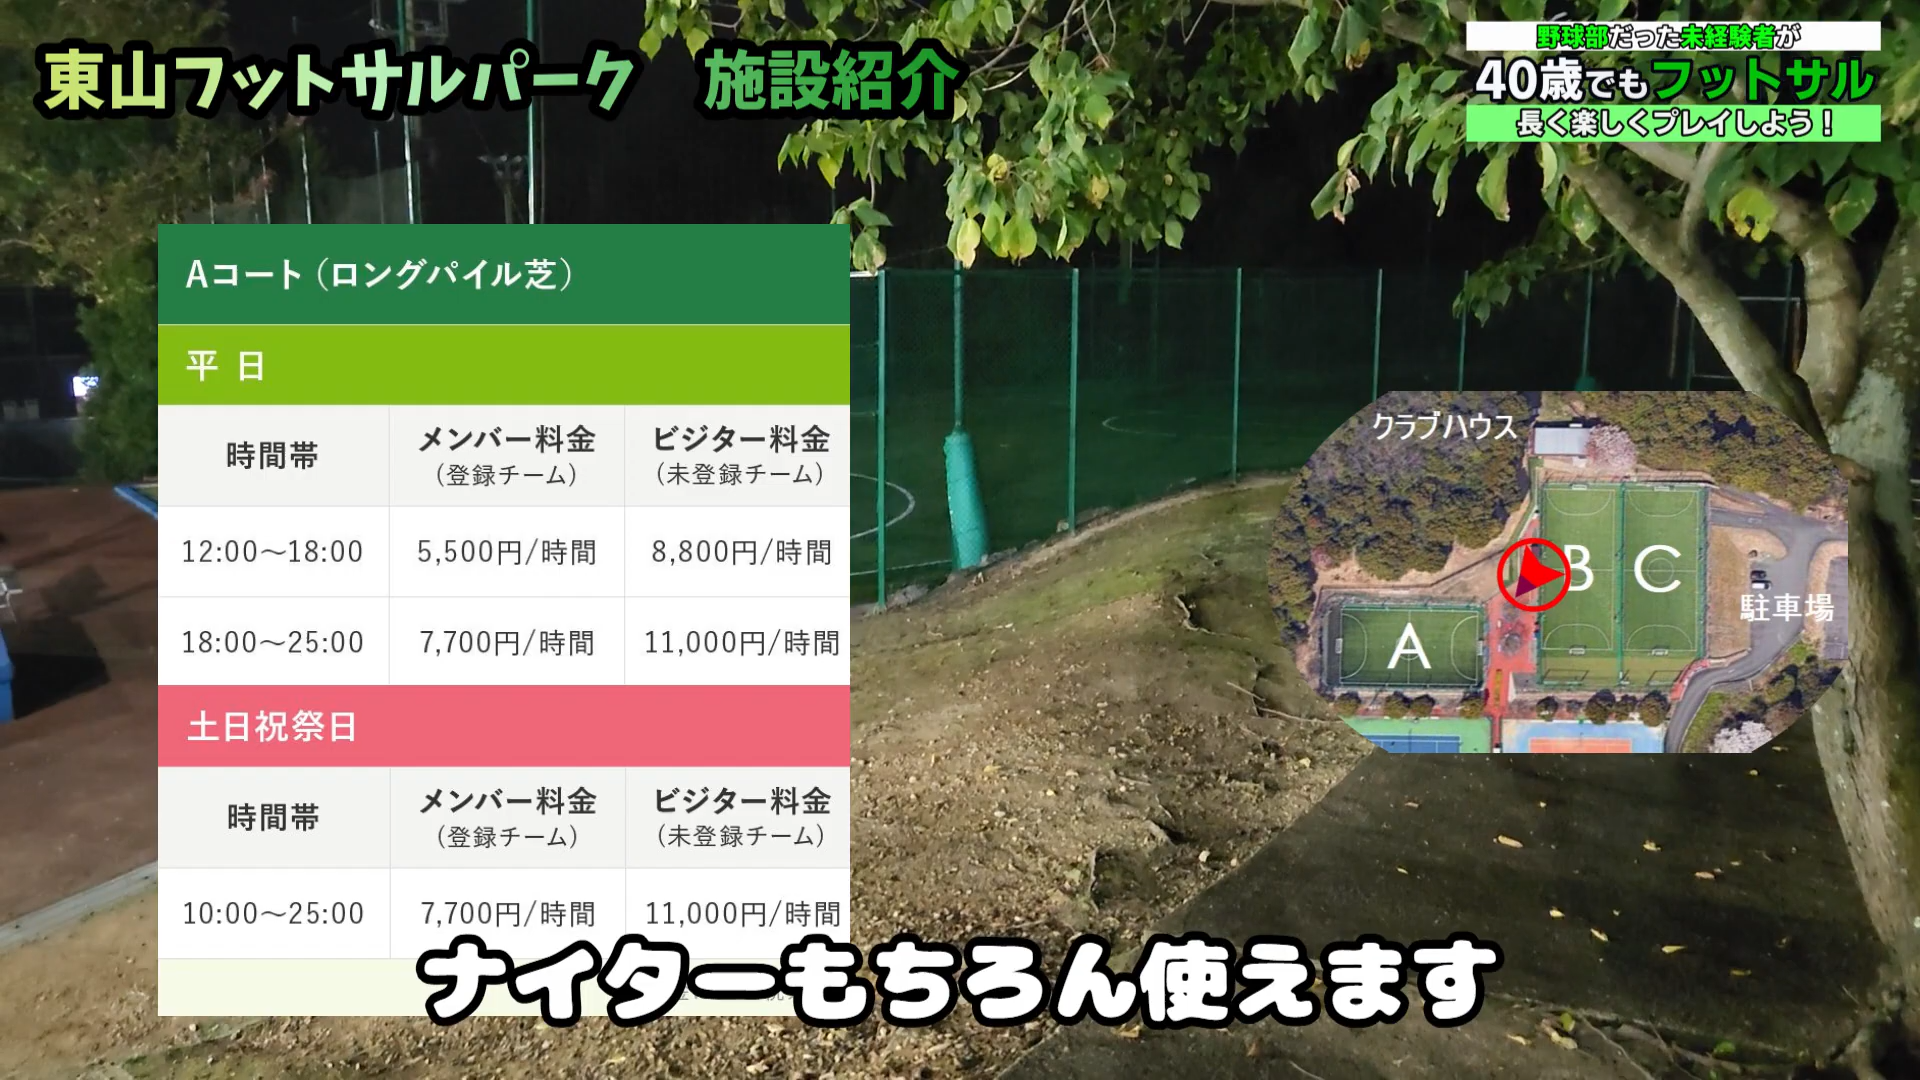 東山フットサルパーク 施設紹介
野球部だった未経験者が
40歳でもフットサル
長く楽しくプレイしよう！
Aコート（ロングパイル芝）
平 日
時間帯 メンバー料金 ビジター料金
（登録チーム） （未登録チーム）
12:00～18:00 5,500円/時間 8,800円/時間
18:00～25:00 7,700円/時間 11,000円/時間
土日祝祭日
時間帯 メンバー料金 ビジター料金
（登録チーム） （未登録チーム）
10:00～25:00 7,700円/時間 11,000円/時間
クラブハウス
B C
駐車場
A
ナイターもちろん使えます